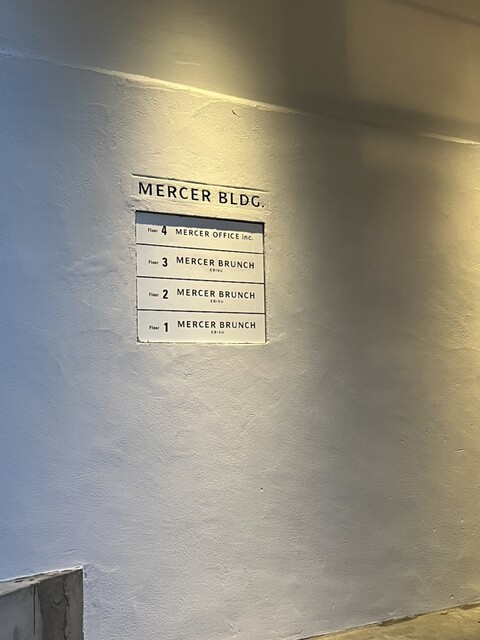 MERCER BLDG.
Floor 4 MERCER OFFICE Inc.
Floor 3 MERCER BRUNCH
EBISU
Floor 2 MERCER BRUNCH
EBISU
Floor 1 MERCER BRUNCH
EBISU